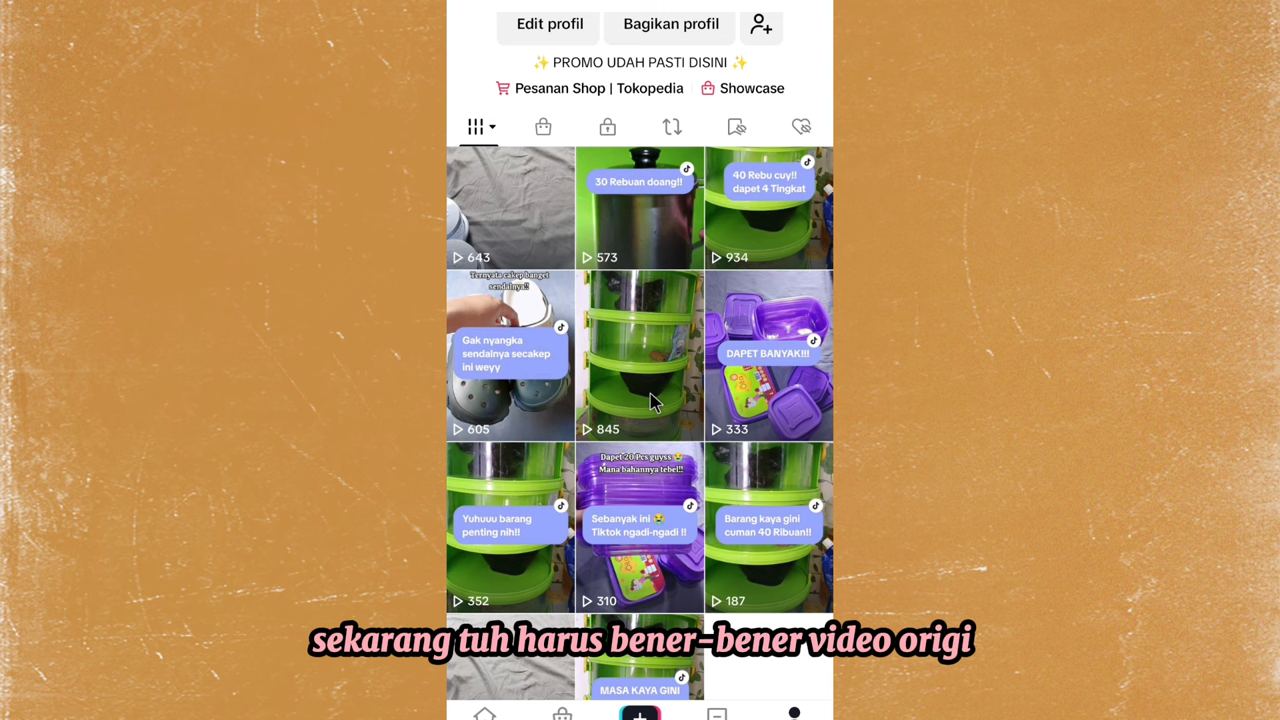 Edit profil
Bagikan profil
✨ PROMO UDAH PASTI DISINI ✨
Pesanan Shop | Tokopedia
Showcase
643
30 Rebuan doang!!
573
40 Rebu cuy!!
dapet 4 Tingkat
934
Ternyata cakep banget
sendalnya!!
Gak nyangka
sendalnya secakep
ini weyy
605
845
DAPET BANYAK!!!
333
Yuhuuu barang
penting nih!!
352
Dapet 20 Pcs guyss 😭
Mana bahannya tebel!!
Sebanyak ini 😭
Tiktok ngadi-ngadi !!
310
Barang kaya gini
cuman 40 Ribuan!!
187
sekarang tuh harus bener-bener video origi
MASA KAYA GINI